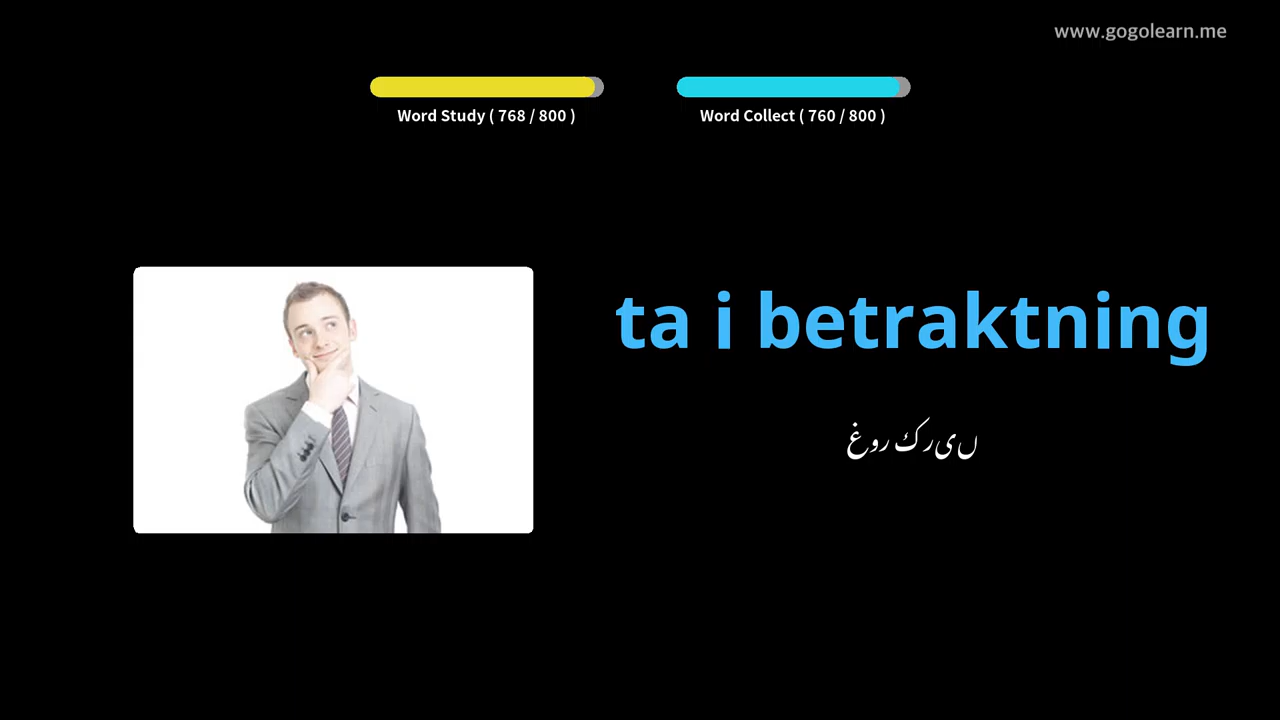 www.gogolearn.me
Word Study ( 768 / 800 )
Word Collect ( 760 / 800 )
ta i betraktning
غور کریں